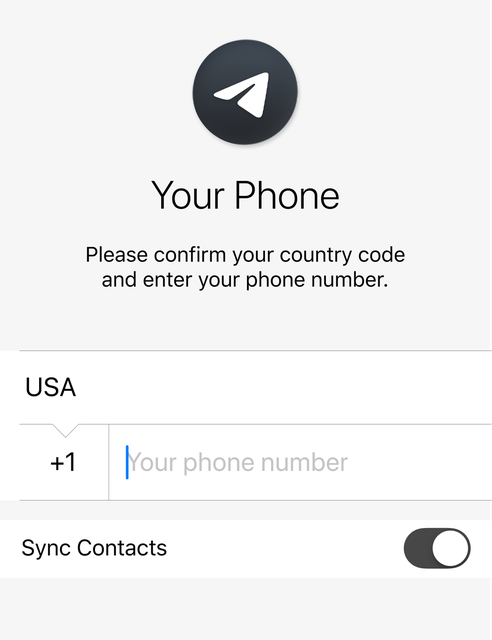 Your Phone
Please confirm your country code
and enter your phone number.
USA
+1 Your phone number
Sync Contacts